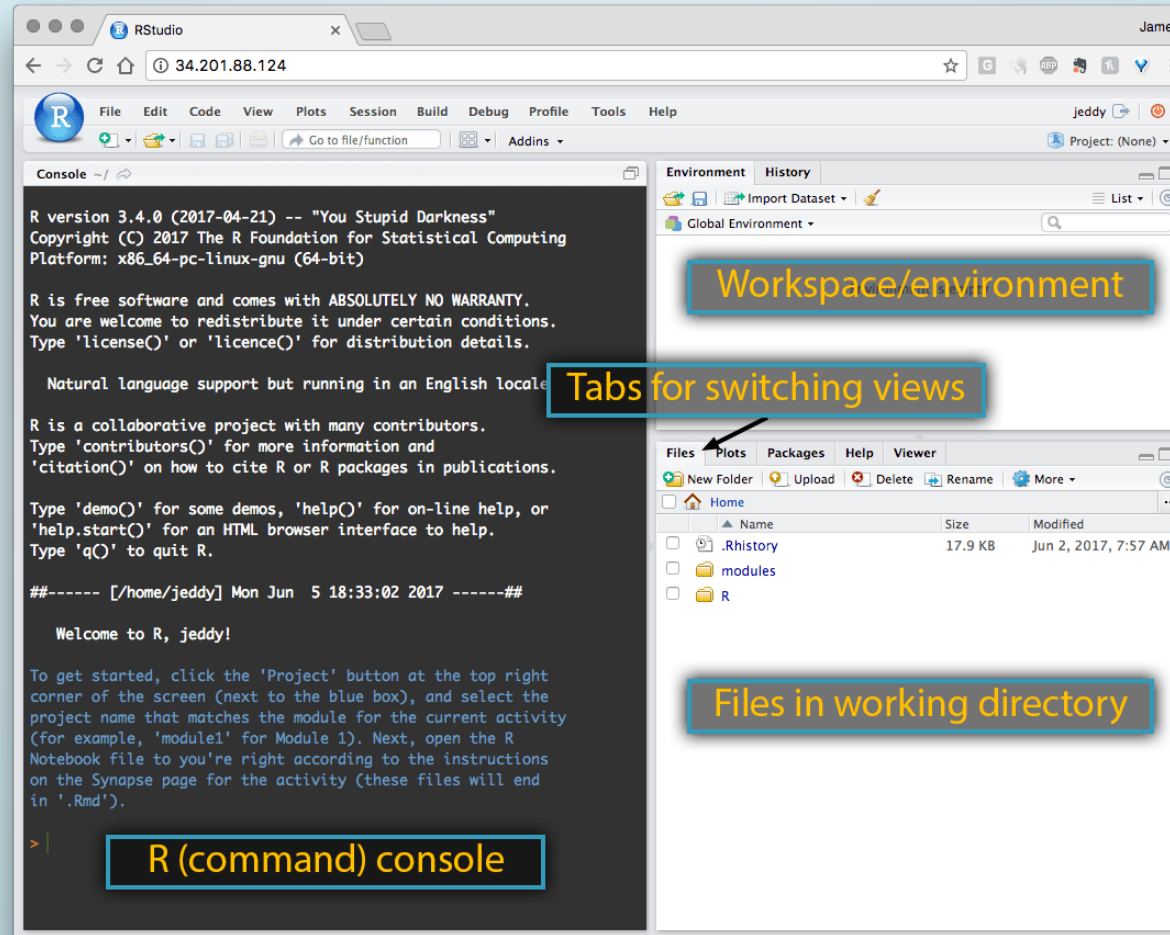 RStudio
Jame
34.201.88.124
File Edit Code View Plots Session Build Debug Profile Tools Help
jeddy
Go to file/function
Addins
Project: (None)
Console ~/
R version 3.4.0 (2017-04-21) -- "You Stupid Darkness"
Copyright (C) 2017 The R Foundation for Statistical Computing
Platform: x86_64-pc-linux-gnu (64-bit)
R is free software and comes with ABSOLUTELY NO WARRANTY.
You are welcome to redistribute it under certain conditions.
Type 'license()' or 'licence()' for distribution details.
Natural language support but running in an English locale
R is a collaborative project with many contributors.
Type 'contributors()' for more information and
'citation()' on how to cite R or R packages in publications.
Type 'demo()' for some demos, 'help()' for on-line help, or
'help.start()' for an HTML browser interface to help.
Type 'q()' to quit R.
##------ [/home/jeddy] Mon Jun  5 18:33:02 2017 ------##
Welcome to R, jeddy!
To get started, click the 'Project' button at the top right
corner of the screen (next to the blue box), and select the
project name that matches the module for the current activity
(for example, 'module1' for Module 1). Next, open the R
Notebook file to you're right according to the instructions
on the Synapse page for the activity (these files will end
in '.Rmd').
>
R (command) console
Environment History
Import Dataset
List
Global Environment
Workspace/environment
Tabs for switching views
Files Plots Packages Help Viewer
New Folder Upload Delete Rename More
Home
Name Size Modified
.Rhistory 17.9 KB Jun 2, 2017, 7:57 AM
modules
R
Files in working directory